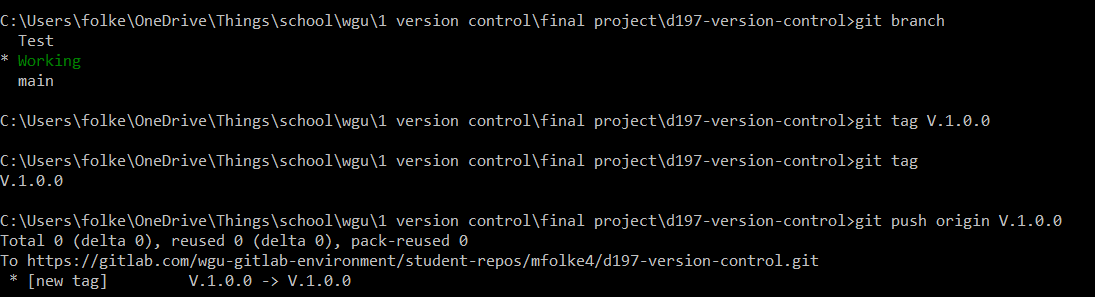 C:\Users\folke\OneDrive\Things\school\wgu\1 version control\final project\d197-version-control>git branch
  Test
* Working
  main
C:\Users\folke\OneDrive\Things\school\wgu\1 version control\final project\d197-version-control>git tag V.1.0.0
C:\Users\folke\OneDrive\Things\school\wgu\1 version control\final project\d197-version-control>git tag
V.1.0.0
C:\Users\folke\OneDrive\Things\school\wgu\1 version control\final project\d197-version-control>git push origin V.1.0.0
Total 0 (delta 0), reused 0 (delta 0), pack-reused 0
To https://gitlab.com/wgu-gitlab-environment/student-repos/mfolke4/d197-version-control.git
 * [new tag]         V.1.0.0 -> V.1.0.0